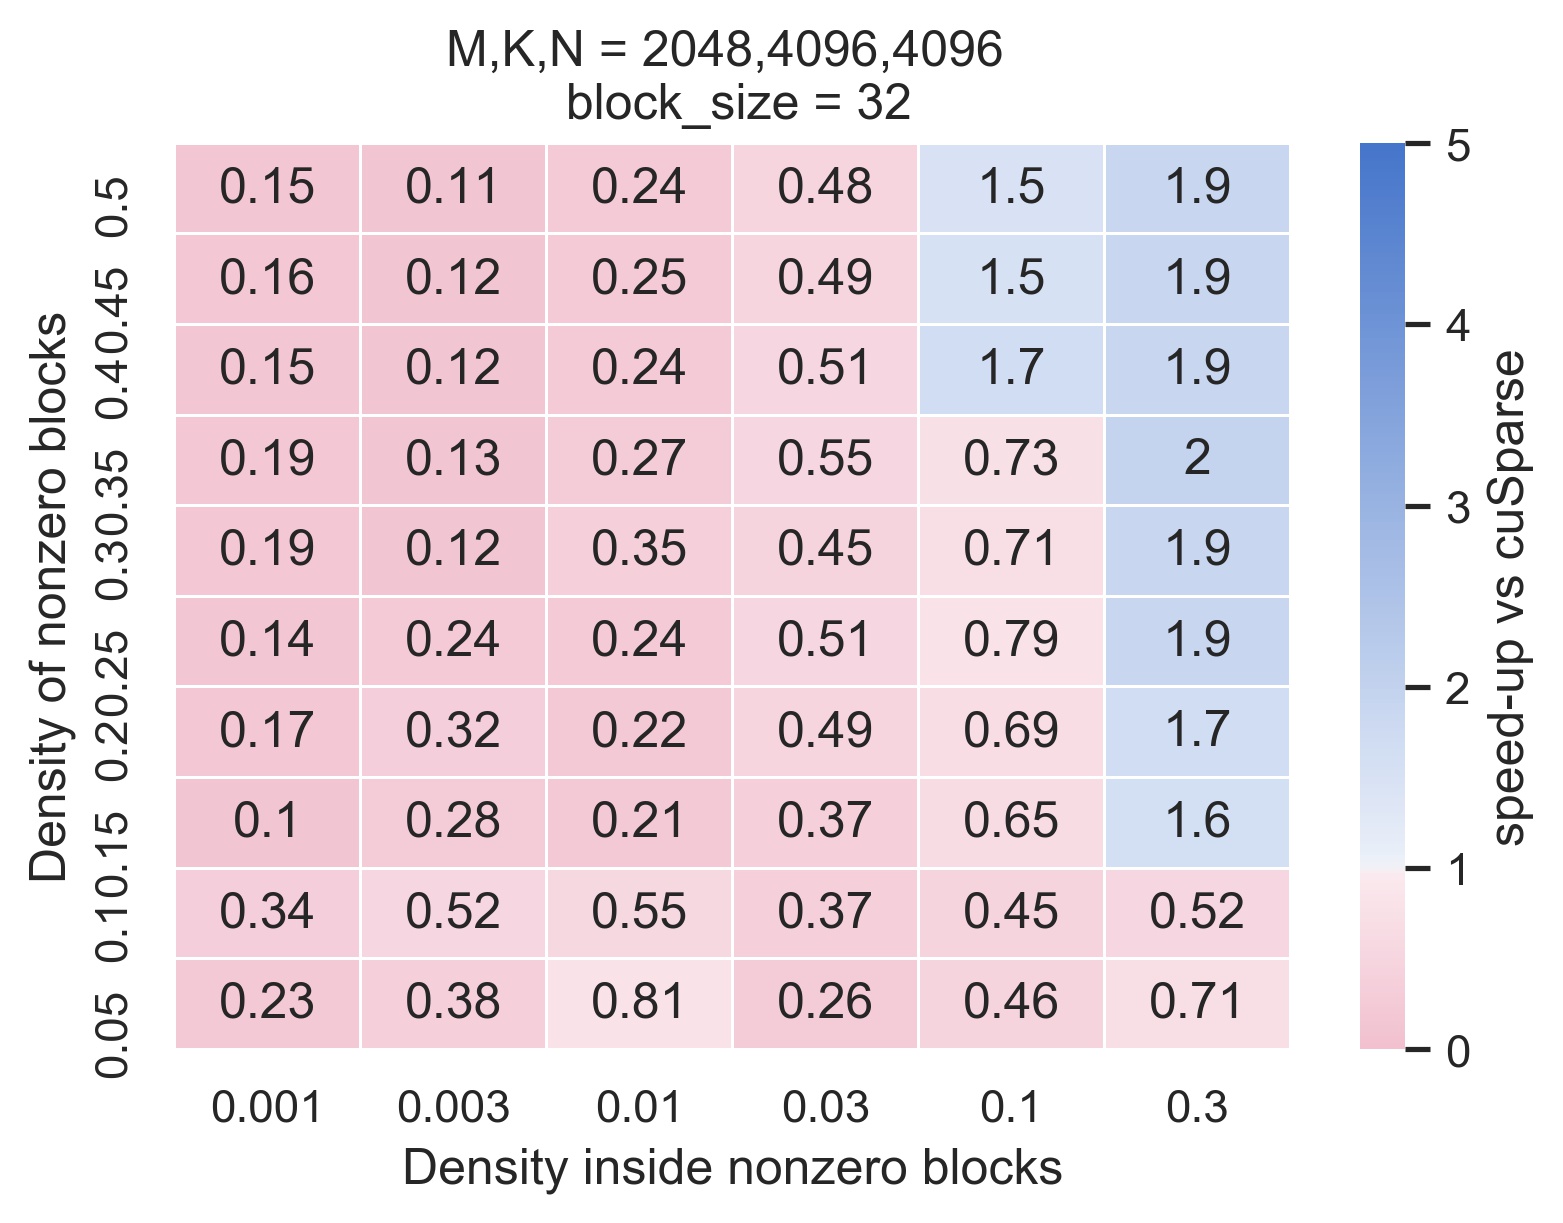 M,K,N = 2048,4096,4096
block_size = 32
Density of nonzero blocks
0.5 0.15 0.11 0.24 0.48 1.5 1.9
0.45 0.16 0.12 0.25 0.49 1.5 1.9
0.4 0.15 0.12 0.24 0.51 1.7 1.9
0.35 0.19 0.13 0.27 0.55 0.73 2
0.3 0.19 0.12 0.35 0.45 0.71 1.9
0.25 0.14 0.24 0.24 0.51 0.79 1.9
0.2 0.17 0.32 0.22 0.49 0.69 1.7
0.15 0.1 0.28 0.21 0.37 0.65 1.6
0.1 0.34 0.52 0.55 0.37 0.45 0.52
0.05 0.23 0.38 0.81 0.26 0.46 0.71
0.001 0.003 0.01 0.03 0.1 0.3
Density inside nonzero blocks
5
4
3
2
1
0
speed-up vs cuSparse